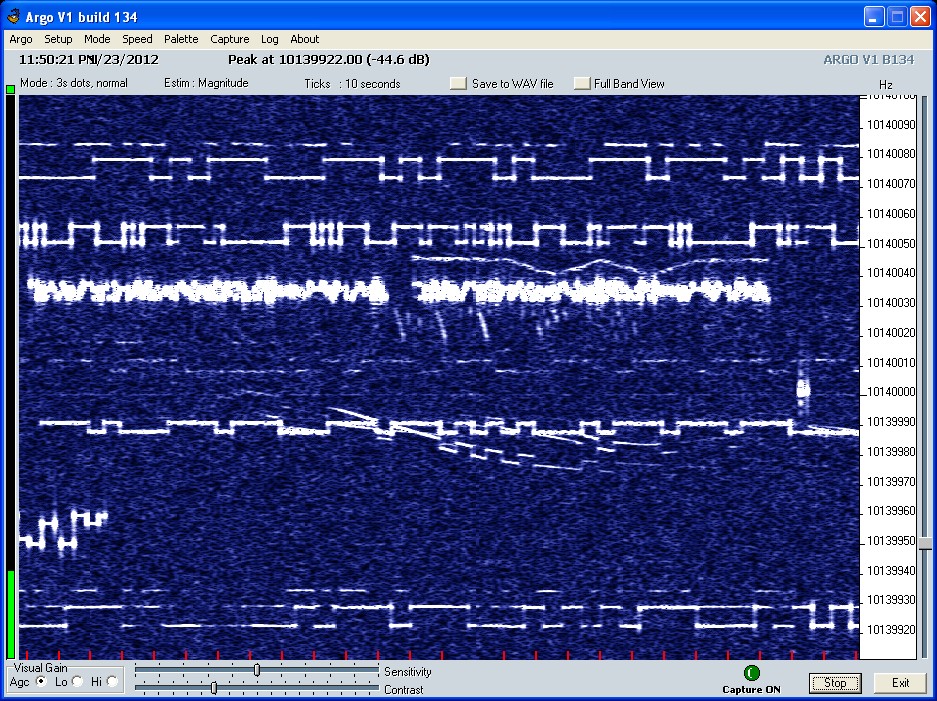 Argo V1 build 134
Argo Setup Mode Speed Palette Capture Log About
11:50:21 PM/23/2012 Peak at 10139922.00 (-44.6 dB) ARGO V1 B134
Mode : 3s dots, normal Estim : Magnitude Ticks : 10 seconds Save to WAV file Full Band View Hz
10140100
10140090
10140080
10140070
10140060
10140050
10140040
10140030
10140020
10140010
10140000
10139990
10139980
10139970
10139960
10139950
10139940
10139930
10139920
Visual Gain
Agc Lo Hi
Sensitivity
Contrast
Capture ON
Stop
Exit